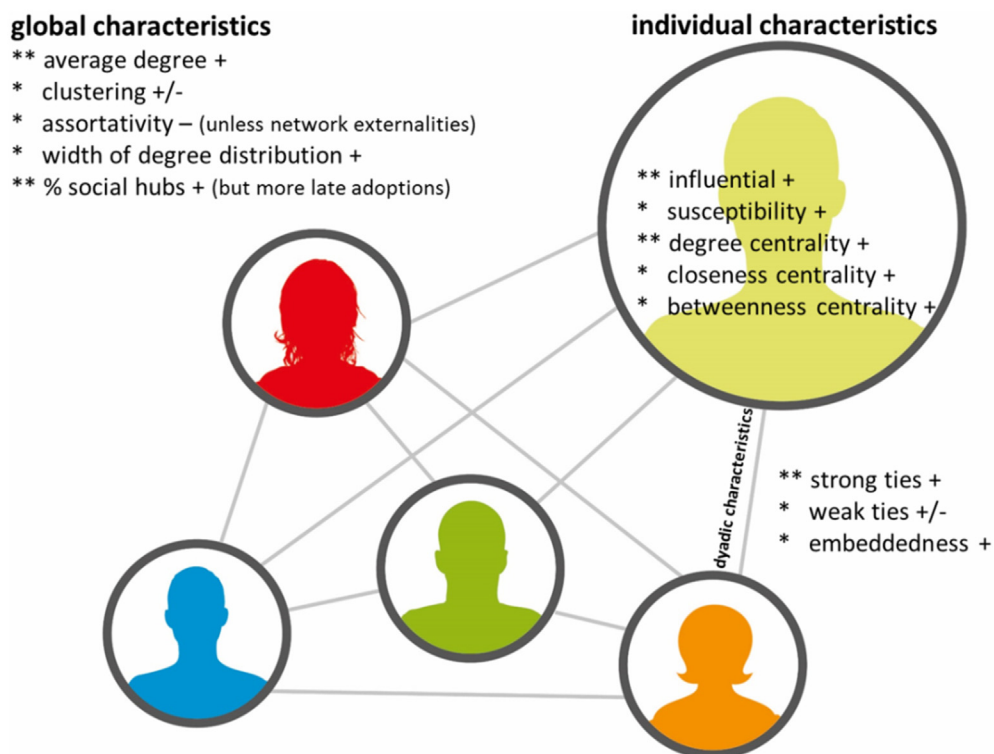 global characteristics
** average degree +
* clustering +/-
* assortativity – (unless network externalities)
* width of degree distribution +
** % social hubs + (but more late adoptions)
individual characteristics
** influential +
* susceptibility +
** degree centrality +
* closeness centrality +
* betweenness centrality +
dyadic characteristics
** strong ties +
* weak ties +/-
* embeddedness +